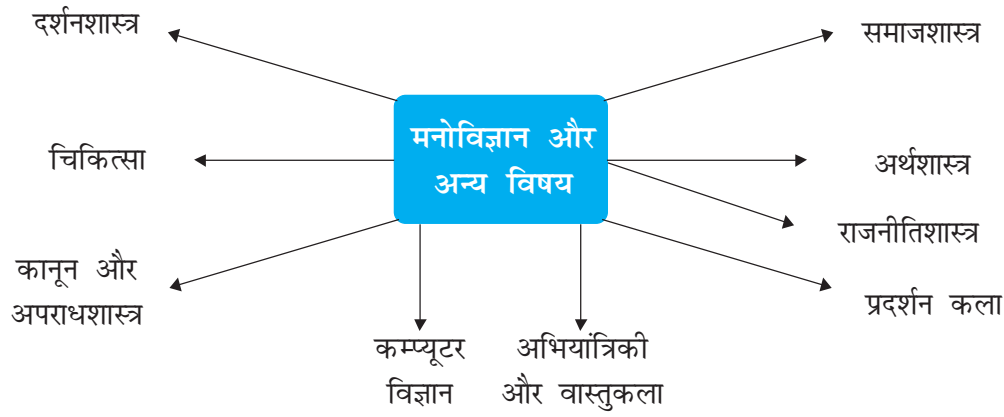 दर्शनशास्त्र
समाजशास्त्र
मनोविज्ञान और
अन्य विषय
चिकित्सा
अर्थशास्त्र
राजनीतिशास्त्र
कानून और
अपराधशास्त्र
प्रदर्शन कला
कम्प्यूटर
विज्ञान
अभियांत्रिकी
और वास्तुकला